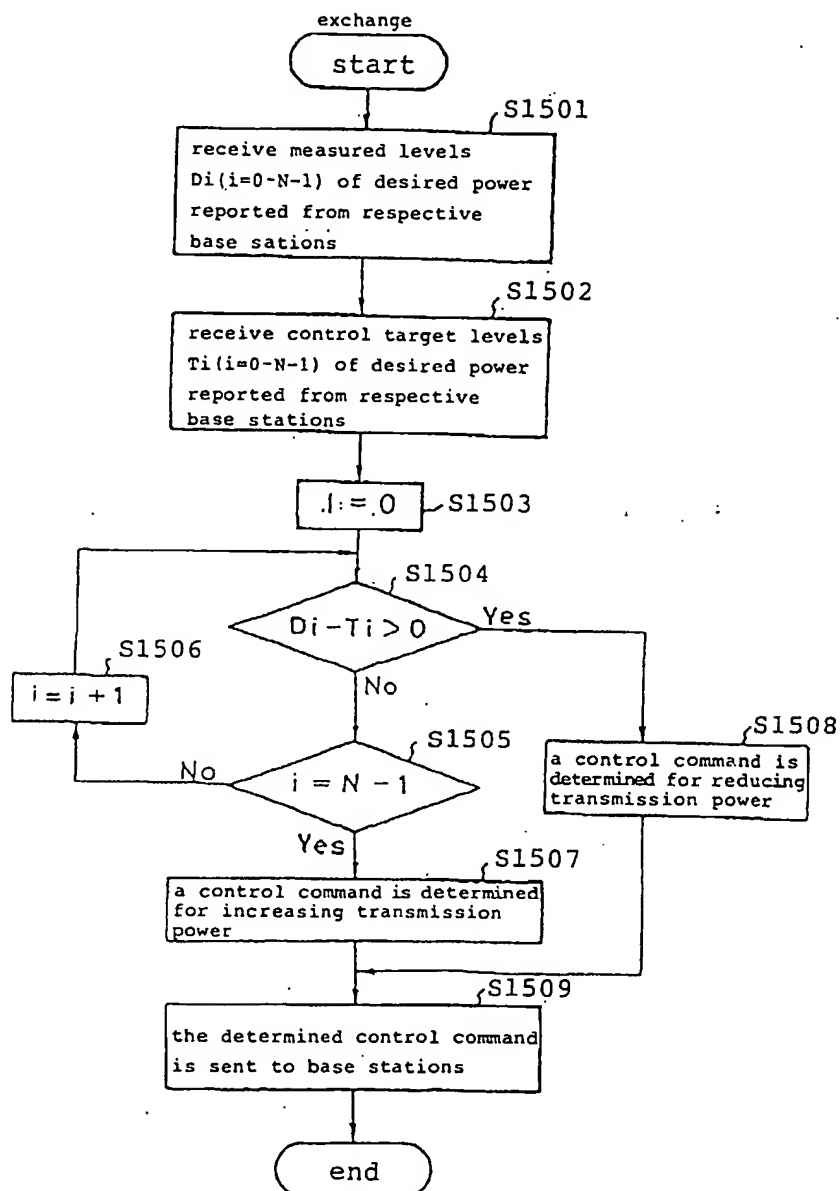 exchange
start
S1501
receive measured levels
Di(i=0-N-1) of desired power
reported from respective
base sations
S1502
receive control target levels
Ti(i=0-N-1) of desired power
reported from respective
base stations
i:=0
S1503
S1504
Di-Ti>0
Yes
S1506
i=i+1
No
S1505
i=N-1
No
S1508
a control command is
determined for reducing
transmission power
Yes
S1507
a control command is determined
for increasing transmission
power
S1509
the determined control command
is sent to base stations
end